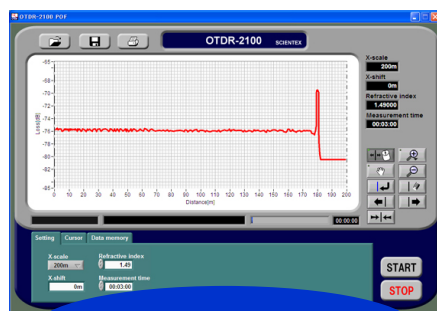 OTDR-2100 POF
OTDR-2100 SCIENTEX
X-scale
200m
X-shift
0m
Refractive index
1.49000
Measurement time
00:03:00
-65
-70
-72
-75
-78
-80
-82
-85
Loss[dB]
0 10 20 30 40 50 60 70 80 90 100 110 120 130 140 150 160 170 180 190 200
Distance[m]
00:00:00
Setting Cursor Data memory
X.scale Refractive index
200m 1.49
X.shift Measurement time
0m 00:03:00
START
STOP